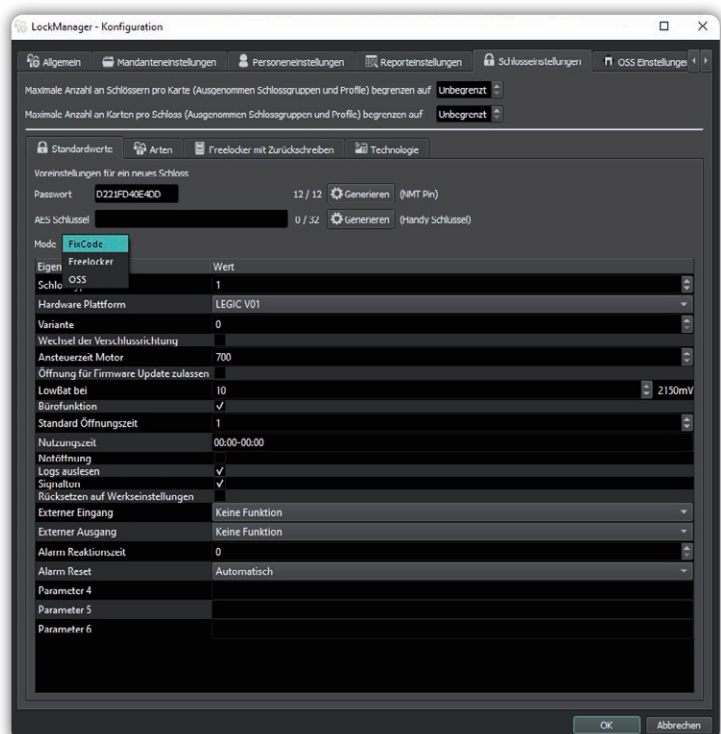 LockManager - Konfiguration
Allgemein Mandanteneinstellungen Personeneinstellungen Reporteinstellungen Schlosseinstellungen OSS Einstellungen
Maximale Anzahl an Schlössern pro Karte (Ausgenommen Schlossgruppen und Profile) begrenzen auf Unbegrenzt
Maximale Anzahl an Karten pro Schloss (Ausgenommen Schlossgruppen und Profile) begrenzen auf Unbegrenzt
Standardwerte Arten Freelocker mit Zurückschreiben Technologie
Voreinstellungen für ein neues Schloss
Passwort D221FD40E4DD 12 / 12 Generieren (NMT Pin)
AES Schlüssel 0 / 32 Generieren (Handy Schlüssel)
Mode FixCode
Freelocker
OSS
Eigen Wert
Schlo 1
Hardware Plattform LEGIC V01
Variante 0
Wechsel der Verschlussrichtung
Ansteuerzeit Motor 700
Öffnung für Firmware Update zulassen
LowBat bei 10 2150mV
Bürofunktion
Standard Öffnungszeit 1
Nutzungszeit 00:00-00:00
Notöffnung
Logs auslesen
Signalton
Rücksetzen auf Werkseinstellungen
Externer Eingang Keine Funktion
Externer Ausgang Keine Funktion
Alarm Reaktionszeit 0
Alarm Reset Automatisch
Parameter 4
Parameter 5
Parameter 6
OK Abbrechen